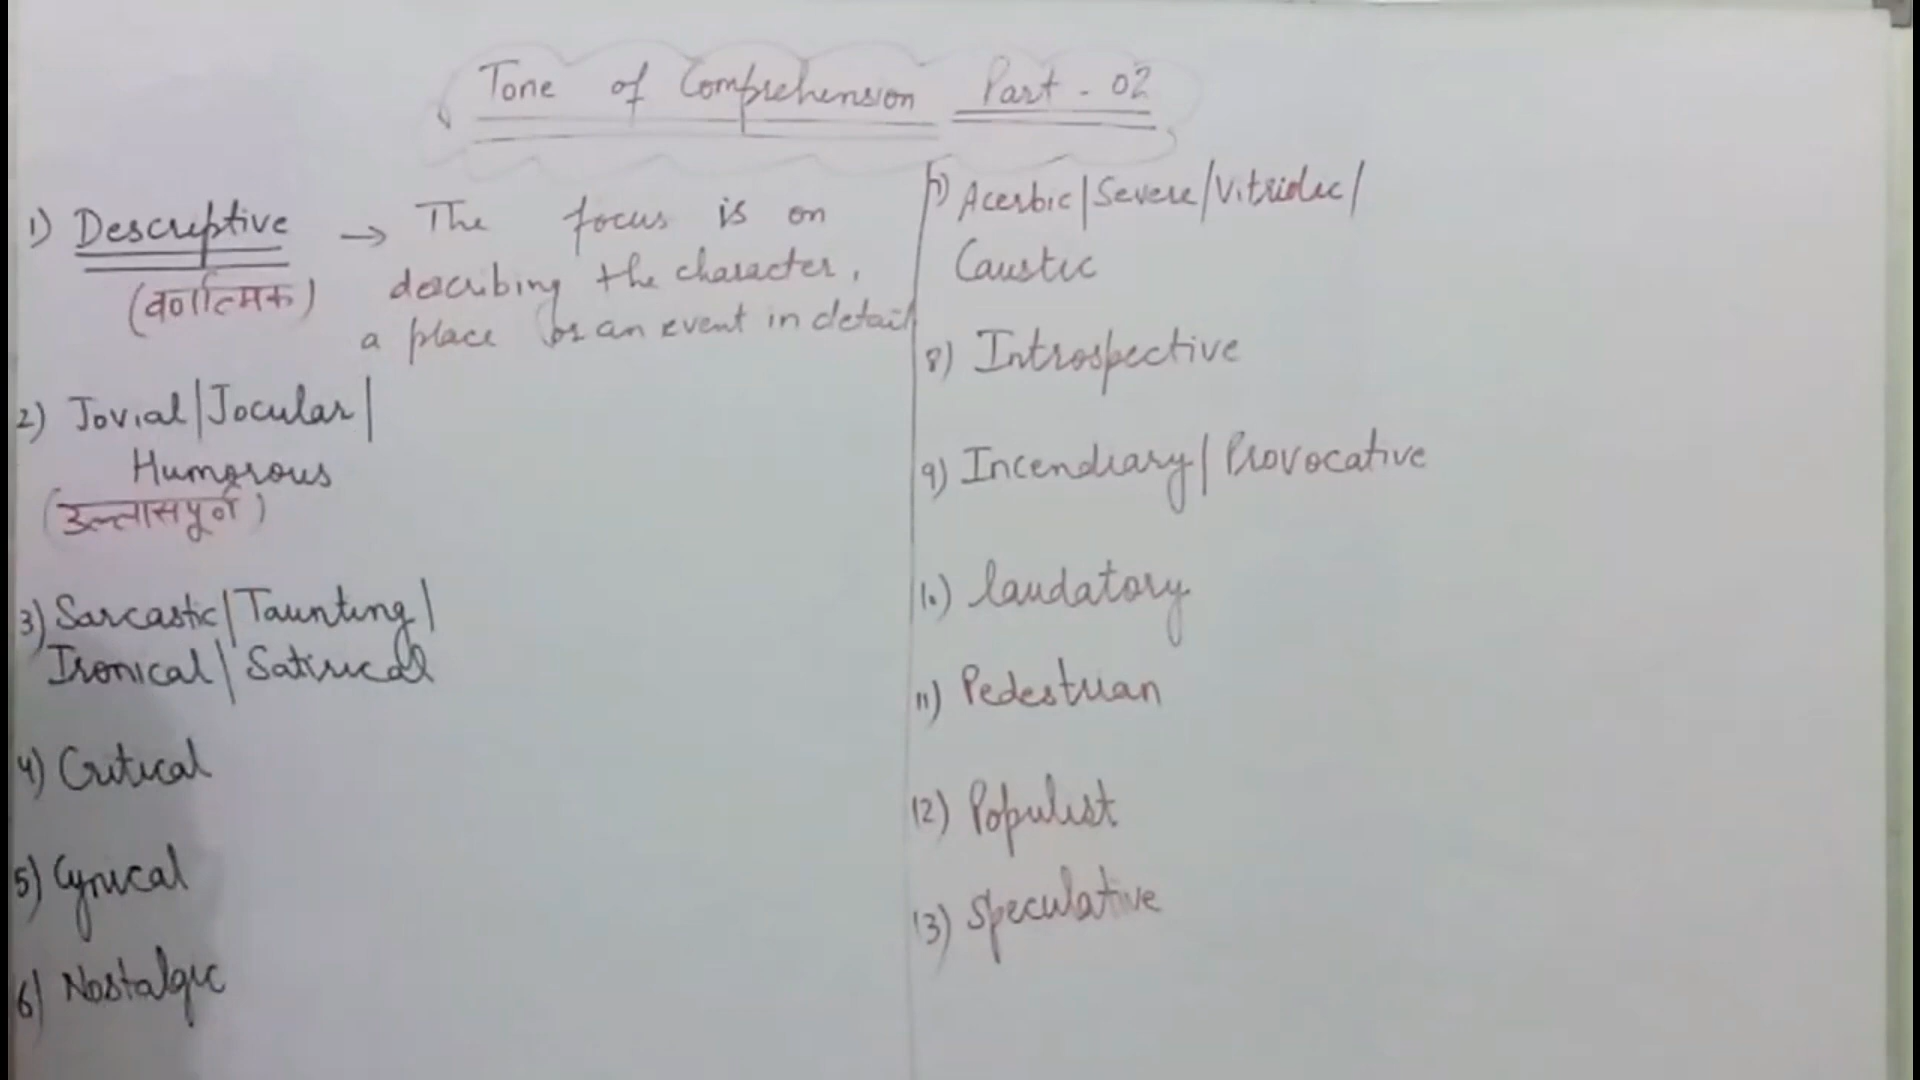 Tone of Comprehension Part - 02
1) Descriptive → The focus is on
(वर्णात्मक) describing the character,
a place or an event in detail
2) Jovial/Jocular/
Humorous
(उल्लासपूर्ण)
3) Sarcastic/Taunting/
Ironical/Satirical
4) Critical
5) Cynical
6) Nostalgic
7) Acerbic/Severe/Vitriolic/
Caustic
8) Introspective
9) Incendiary/Provocative
10) laudatory
11) Pedestrian
12) Populist
13) Speculative